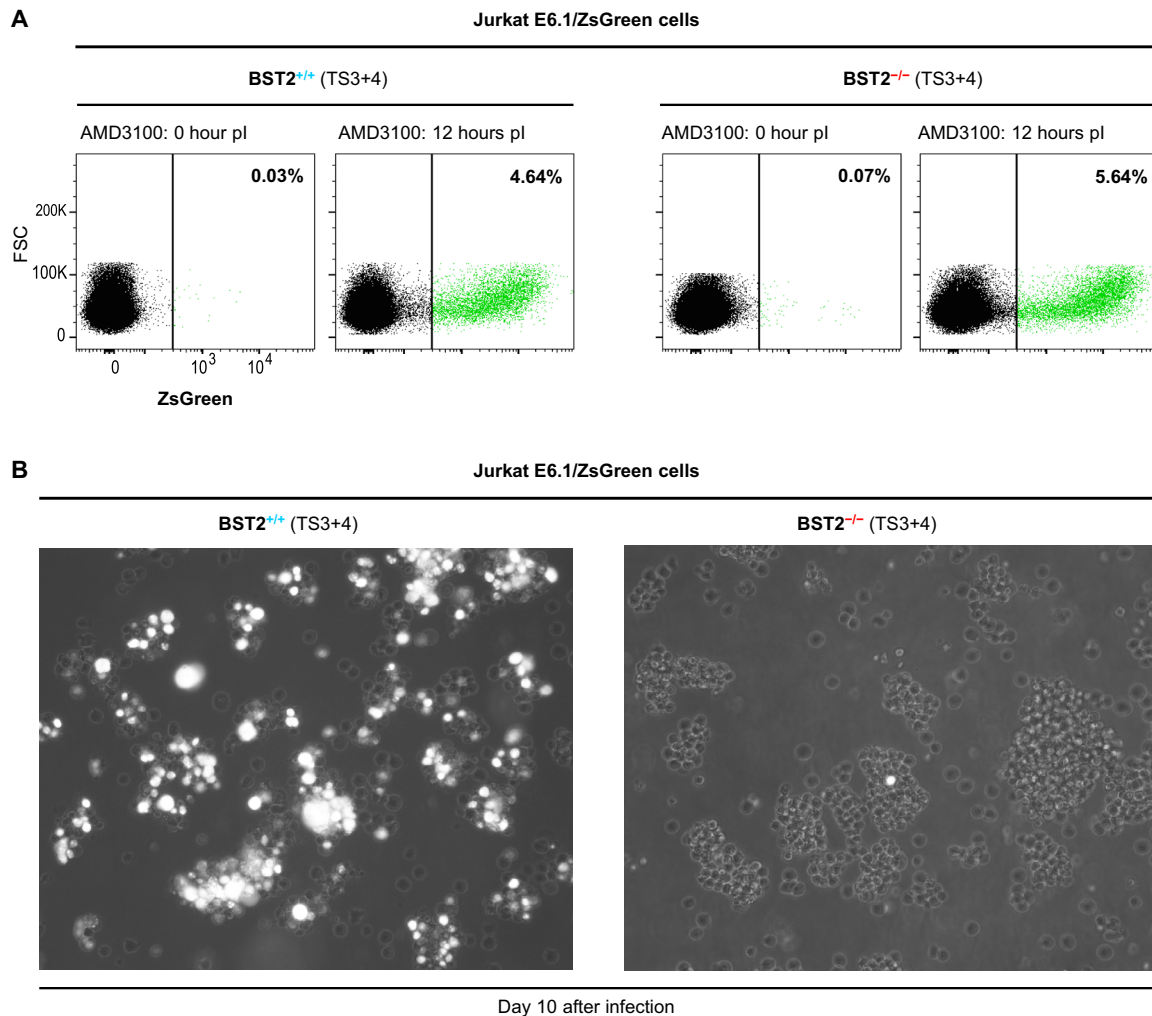 A
Jurkat E6.1/ZsGreen cells
BST2+/+ (TS3+4)
BST2−/− (TS3+4)
AMD3100: 0 hour pI
AMD3100: 12 hours pI
AMD3100: 0 hour pI
AMD3100: 12 hours pI
0.03%
4.64%
0.07%
5.64%
FSC
200K
100K
0
0
10³
10⁴
ZsGreen
B
Jurkat E6.1/ZsGreen cells
BST2+/+ (TS3+4)
BST2−/− (TS3+4)
Day 10 after infection